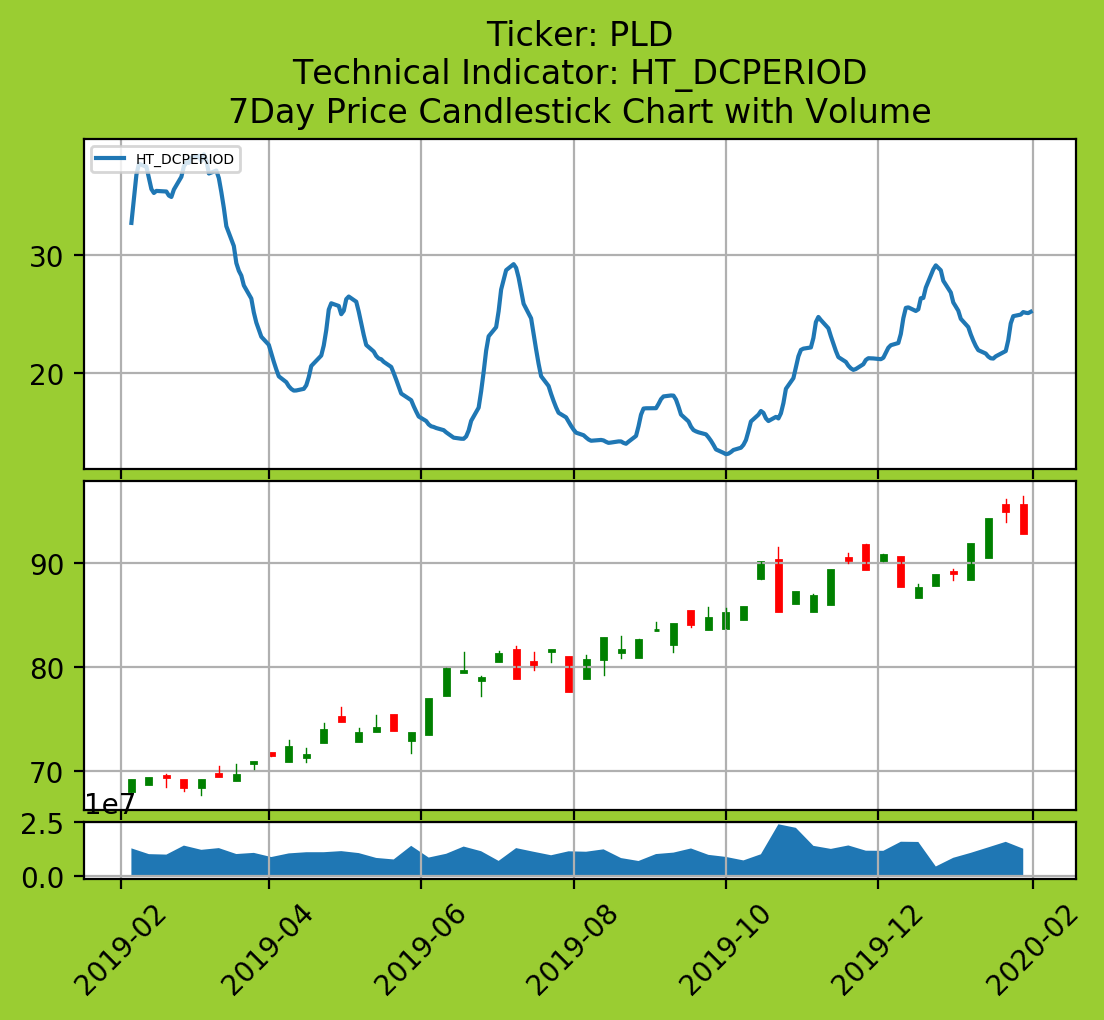 Ticker: PLD
Technical Indicator: HT_DCPERIOD
7Day Price Candlestick Chart with Volume
HT_DCPERIOD
30
20
90
80
70
1e7
2.5
0.0
2019-02
2019-04
2019-06
2019-08
2019-10
2019-12
2020-02